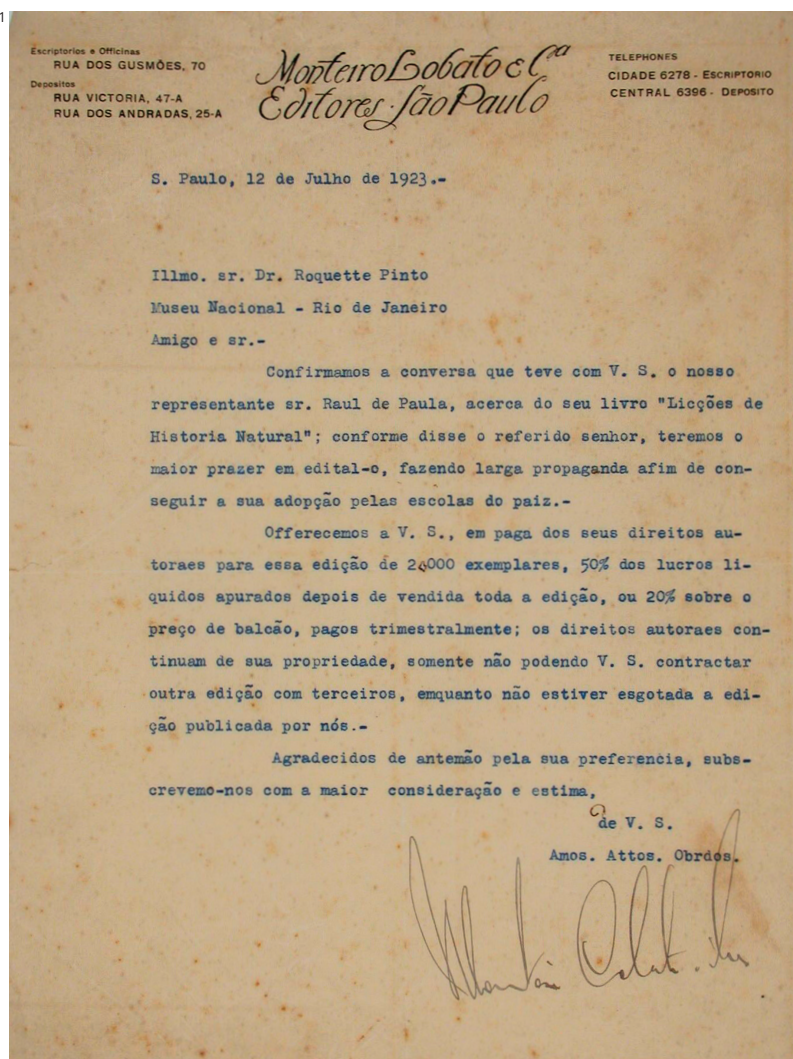 1
Escriptorios e Officinas
RUA DOS GUSMÕES, 70
Depositos
RUA VICTORIA, 47-A
RUA DOS ANDRADAS, 25-A
Monteiro Lobato & Cª
Editores · São Paulo
TELEPHONES
CIDADE 6278 - ESCRIPTORIO
CENTRAL 6396 - DEPOSITO
S. Paulo, 12 de Julho de 1923.-
Illmo. sr. Dr. Roquette Pinto
Museu Nacional - Rio de Janeiro
Amigo e sr.-
Confirmamos a conversa que teve com V. S. o nosso
representante sr. Raul de Paula, acerca do seu livro "Licções de
Historia Natural"; conforme disse o referido senhor, teremos o
maior prazer em edital-o, fazendo larga propaganda afim de con-
seguir a sua adopção pelas escolas do paiz.-
Offerecemos a V. S., em paga dos seus direitos au-
toraes para essa edição de 2.000 exemplares, 50% dos lucros li-
quidos apurados depois de vendida toda a edição, ou 20% sobre o
preço de balcão, pagos trimestralmente; os direitos autoraes con-
tinuam de sua propriedade, somente não podendo V. S. contractar
outra edição com terceiros, emquanto não estiver esgotada a edi-
ção publicada por nós.-
Agradecidos de antemão pela sua preferencia, subs-
crevemo-nos com a maior consideração e estima,
de V. S.
Amos. Attos. Obrdos.
Monteiro Lobato